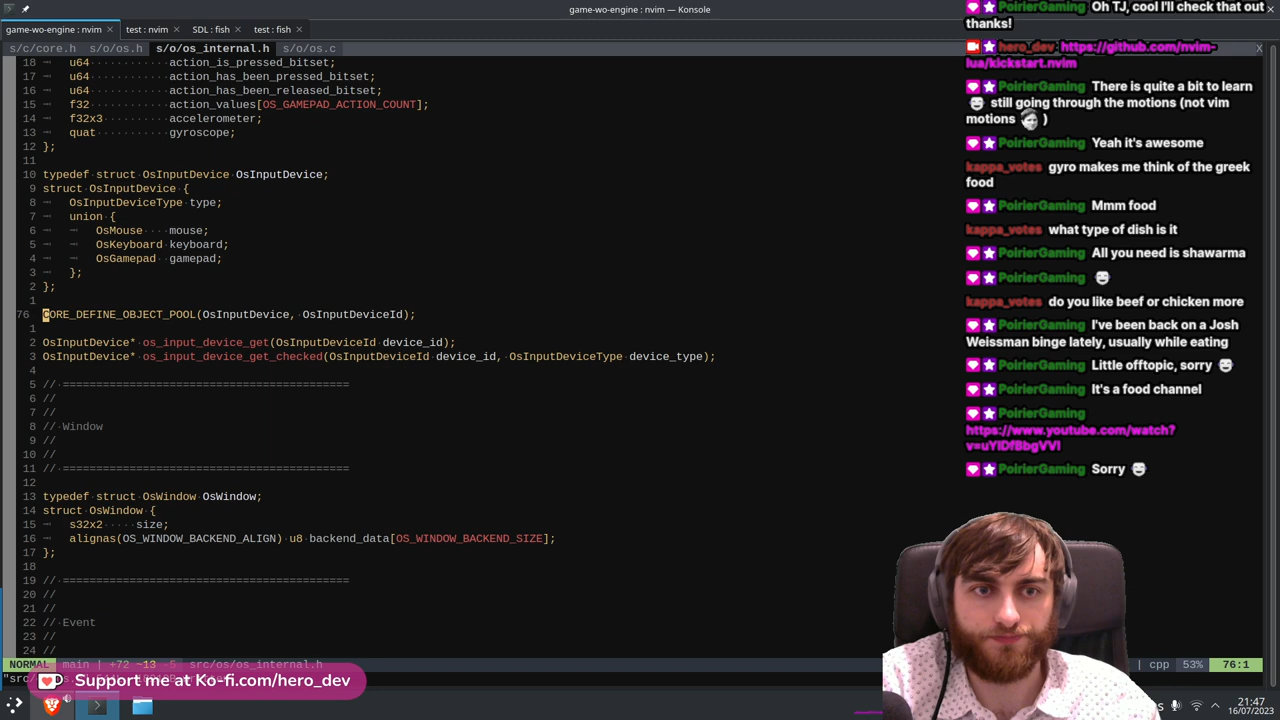 game-wo-engine : nvim — Konsole
game-wo-engine : nvim
test : nvim
SDL : fish
test : fish
s/c/core.h s/o/os.h s/o/os_internal.h s/o/os.c
18 action_is_pressed_bitset;
17 u64 action_has_been_pressed_bitset;
16 u64 action_has_been_released_bitset;
15 f32 action_values[OS_GAMEPAD_ACTION_COUNT];
14 f32x3 accelerometer;
13 quat gyroscope;
12 };
11
10 typedef struct OsInputDevice OsInputDevice;
9 struct OsInputDevice {
8 OsInputDeviceType type;
7 union {
6 OsMouse mouse;
5 OsKeyboard keyboard;
4 OsGamepad gamepad;
3 };
2 };
1
76 CORE_DEFINE_OBJECT_POOL(OsInputDevice, OsInputDeviceId);
1
2 OsInputDevice* os_input_device_get(OsInputDeviceId device_id);
3 OsInputDevice* os_input_device_get_checked(OsInputDeviceId device_id, OsInputDeviceType device_type);
4
5 // ===========================================
6 //
7 //
8 // Window
9 //
10 //
11 // ===========================================
12
13 typedef struct OsWindow OsWindow;
14 struct OsWindow {
15 s32x2 size;
16 alignas(OS_WINDOW_BACKEND_ALIGN) u8 backend_data[OS_WINDOW_BACKEND_SIZE];
17 };
18
19 // ===========================================
20 //
21 //
22 // Event
23 //
24 //
NORMAL main | +72 ~13 -5 src/os/os_internal.h
| cpp 53% 76:1
Support me at Ko-fi.com/hero_dev
21:47
16/07/2023
PoirierGaming Oh TJ, cool I'll check that out
thanks!
hero_dev https://github.com/nvim-
lua/kickstart.nvim
PoirierGaming There is quite a bit to learn
still going through the motions (not vim
motions )
PoirierGaming Yeah it's awesome
kappa_votes gyro makes me think of the greek
food
PoirierGaming Mmm food
kappa_votes what type of dish is it
PoirierGaming All you need is shawarma
PoirierGaming
kappa_votes do you like beef or chicken more
PoirierGaming I've been back on a Josh
Weissman binge lately, usually while eating
PoirierGaming Little offtopic, sorry
PoirierGaming It's a food channel
PoirierGaming
https://www.youtube.com/watch?
PoirierGaming Sorry